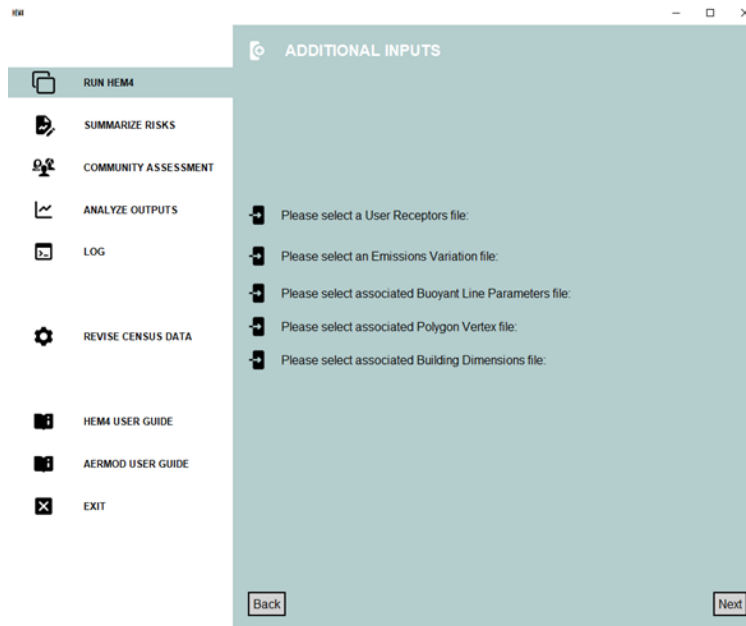 HEM4
ADDITIONAL INPUTS
RUN HEM4
SUMMARIZE RISKS
COMMUNITY ASSESSMENT
ANALYZE OUTPUTS
LOG
REVISE CENSUS DATA
HEM4 USER GUIDE
AERMOD USER GUIDE
EXIT
Please select a User Receptors file:
Please select an Emissions Variation file:
Please select associated Buoyant Line Parameters file:
Please select associated Polygon Vertex file:
Please select associated Building Dimensions file:
Back
Next